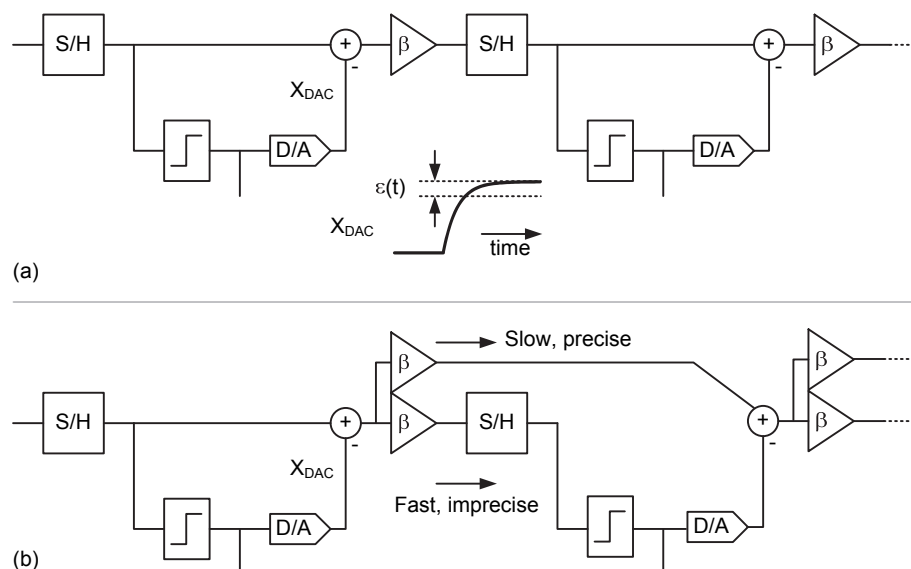 S/H + β S/H + β
- -
X_DAC
D/A D/A
ε(t)
X_DAC
time
(a)
β Slow, precise β
S/H + β S/H + β
- -
X_DAC
Fast, imprecise
D/A D/A
(b)